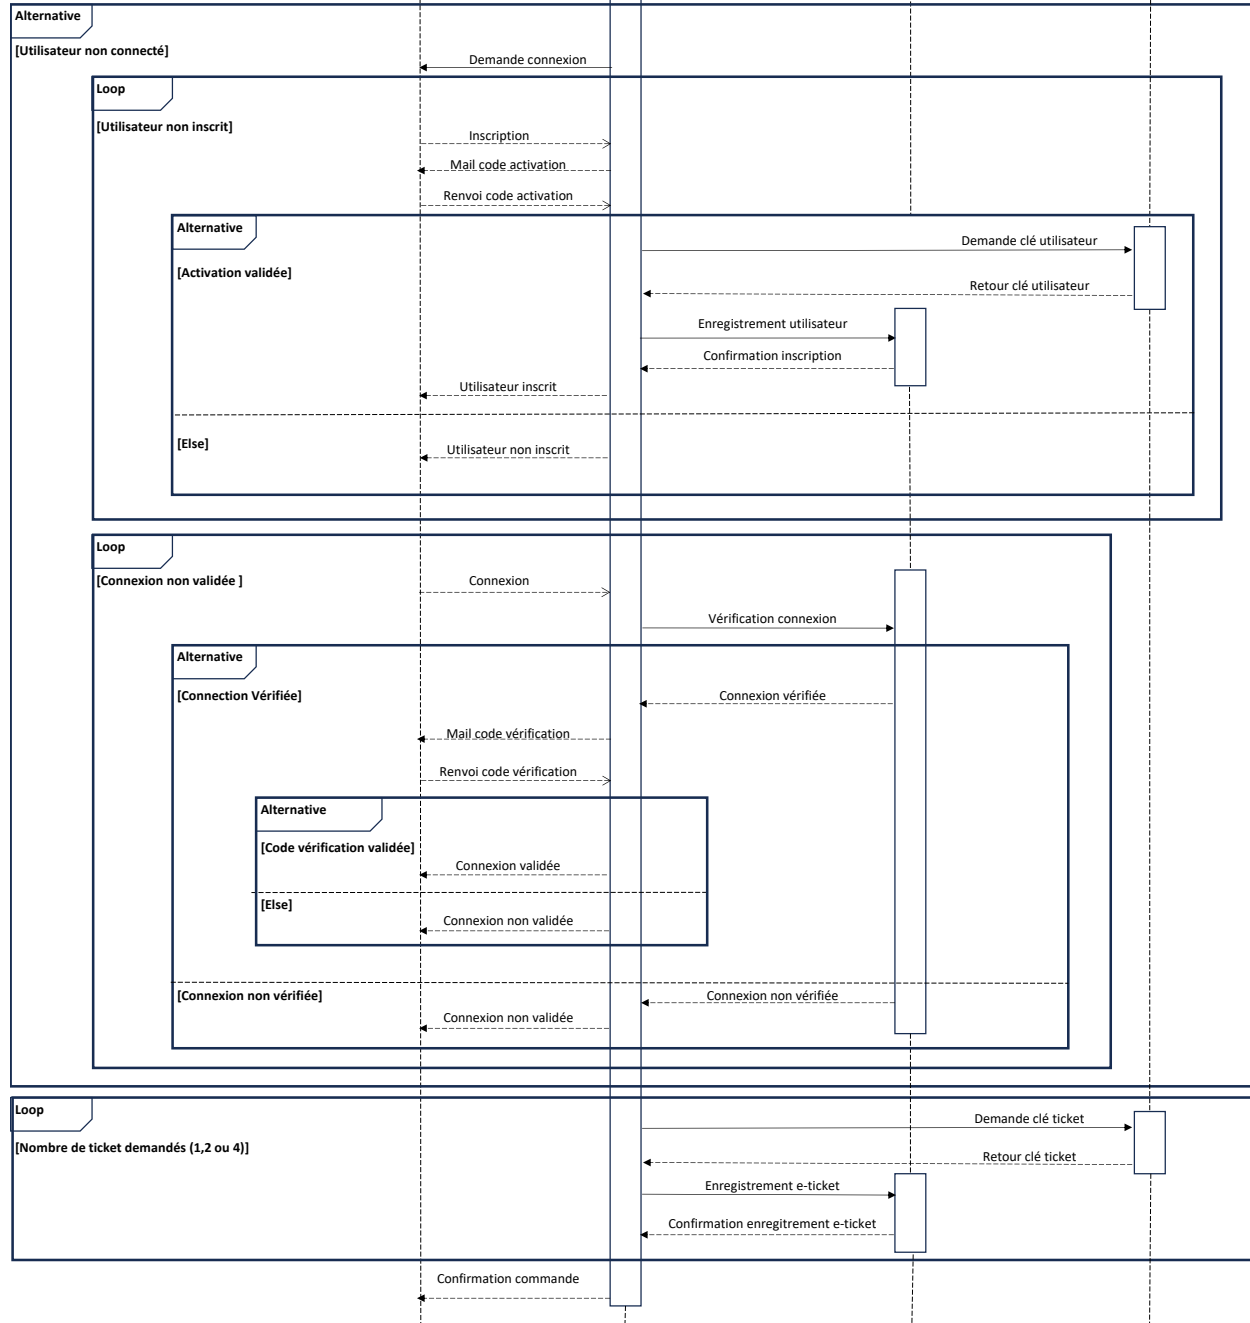 Alternative
[Utilisateur non connecté]
Demande connexion
Loop
[Utilisateur non inscrit]
Inscription
Mail code activation
Renvoi code activation
Alternative
Demande clé utilisateur
[Activation validée]
Retour clé utilisateur
Enregistrement utilisateur
Confirmation inscription
Utilisateur inscrit
[Else]
Utilisateur non inscrit
Loop
[Connexion non validée ]
Connexion
Vérification connexion
Alternative
[Connection Vérifiée]
Connexion vérifiée
Mail code vérification
Renvoi code vérification
Alternative
[Code vérification validée]
Connexion validée
[Else]
Connexion non validée
[Connexion non vérifiée]
Connexion non vérifiée
Connexion non validée
Loop
Demande clé ticket
[Nombre de ticket demandés (1,2 ou 4)]
Retour clé ticket
Enregistrement e-ticket
Confirmation enregitrement e-ticket
Confirmation commande